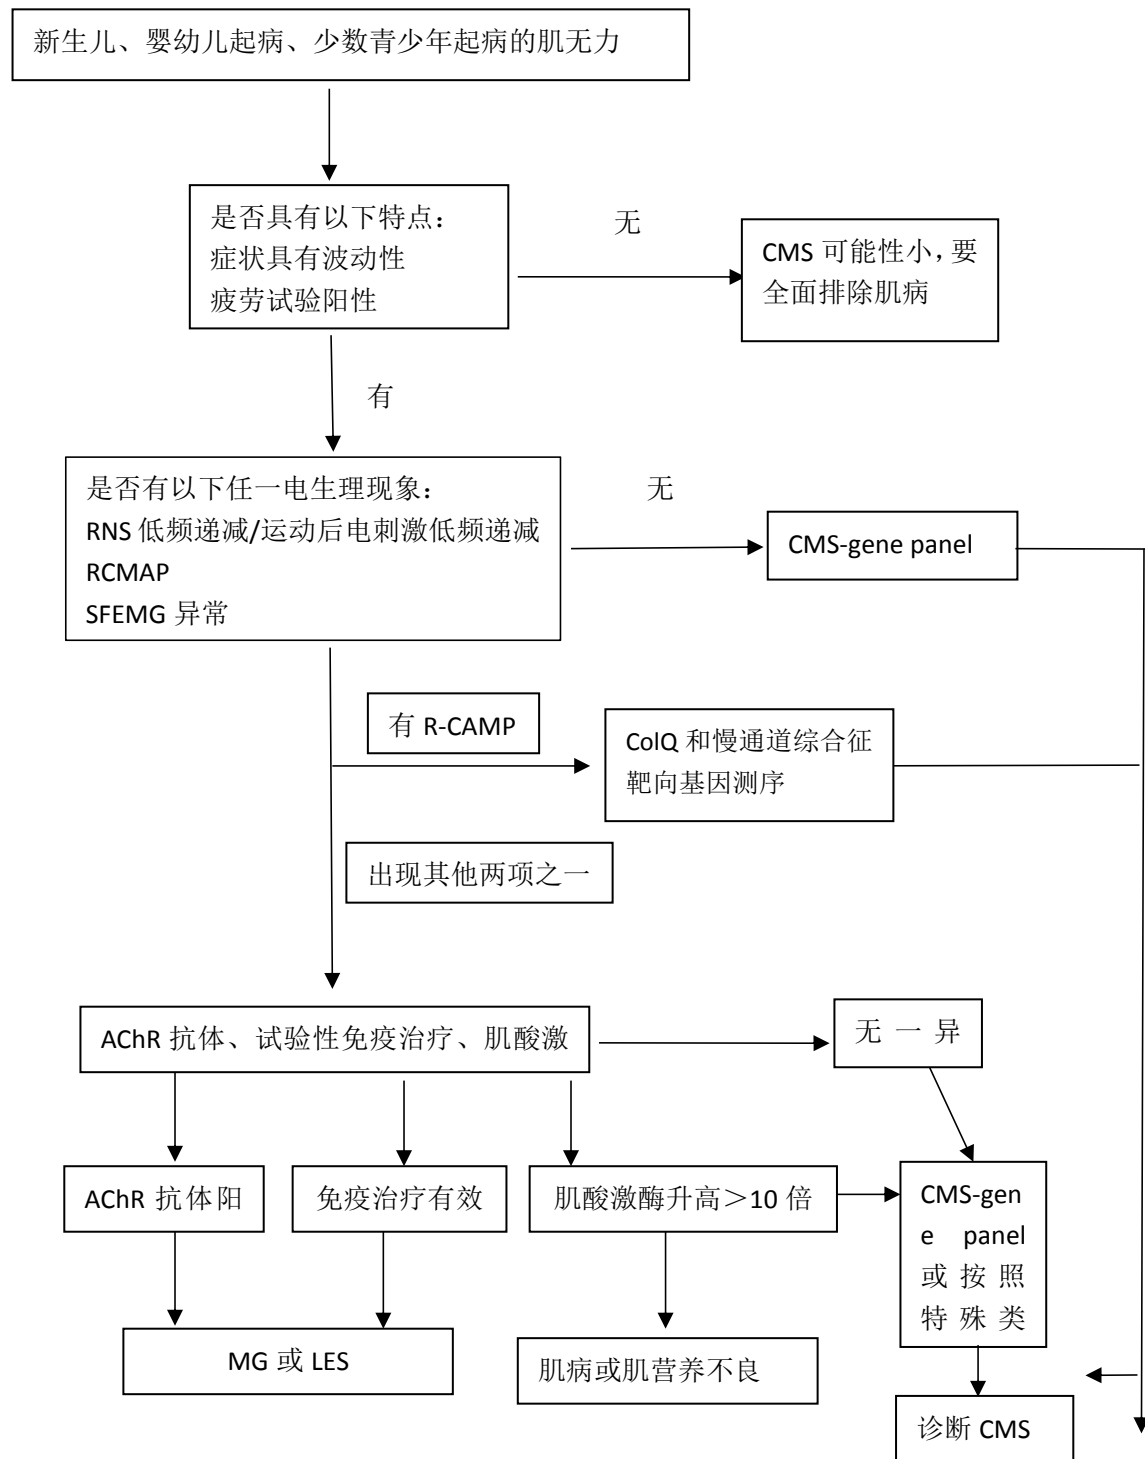 新生儿、婴幼儿起病、少数青少年起病的肌无力
是否具有以下特点：
症状具有波动性
疲劳试验阳性
无
CMS 可能性小，要
全面排除肌病
有
是否有以下任一电生理现象：
RNS 低频递减/运动后电刺激低频递减
RCMAP
SFEMG 异常
无
CMS-gene panel
有 R-CAMP
ColQ 和慢通道综合征
靶向基因测序
出现其他两项之一
AChR 抗体、试验性免疫治疗、肌酸激
无一异
AChR 抗体阳
免疫治疗有效
肌酸激酶升高＞10 倍
CMS-gen
e panel
或按照
特殊类
MG 或 LES
肌病或肌营养不良
诊断 CMS